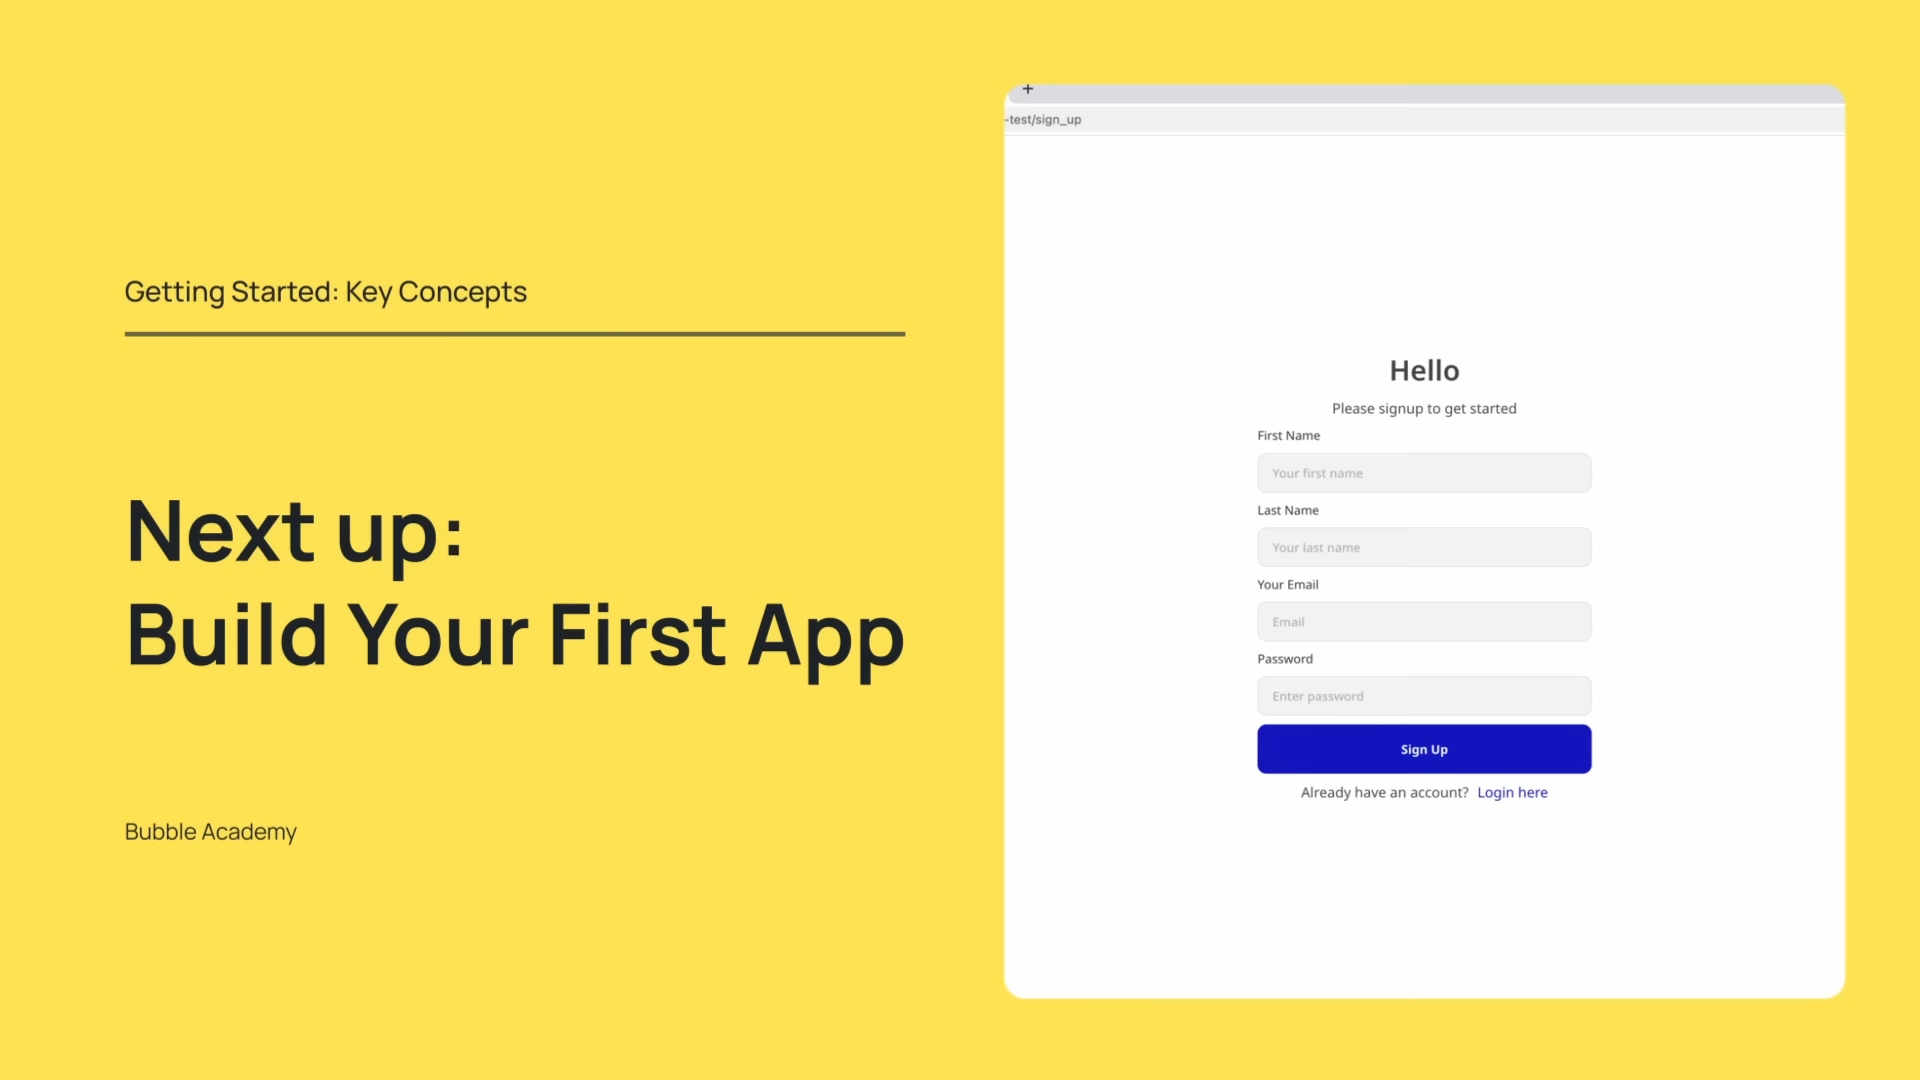 Getting Started: Key Concepts
Next up:
Build Your First App
Bubble Academy
+
-test/sign_up
Hello
Please signup to get started
First Name
Your first name
Last Name
Your last name
Your Email
Email
Password
Enter password
Sign Up
Already have an account? Login here